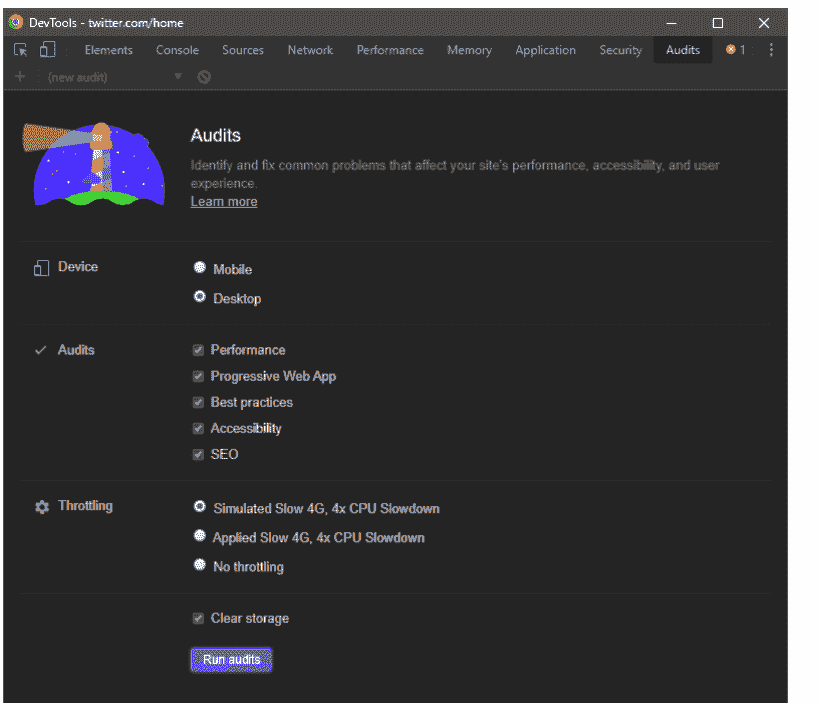 DevTools - twitter.com/home
Elements Console Sources Network Performance Memory Application Security Audits 1
(new audit)
Audits
Identify and fix common problems that affect your site's performance, accessibility, and user
experience.
Learn more
Device
Mobile
Desktop
Audits
Performance
Progressive Web App
Best practices
Accessibility
SEO
Throttling
Simulated Slow 4G, 4x CPU Slowdown
Applied Slow 4G, 4x CPU Slowdown
No throttling
Clear storage
Run audits